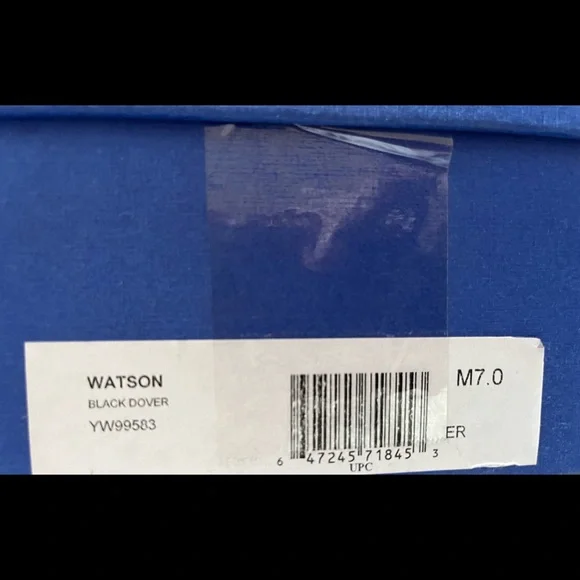 WATSON
BLACK DOVER
YW99583
M7.0
ER
6 47245 71845 3
UPC